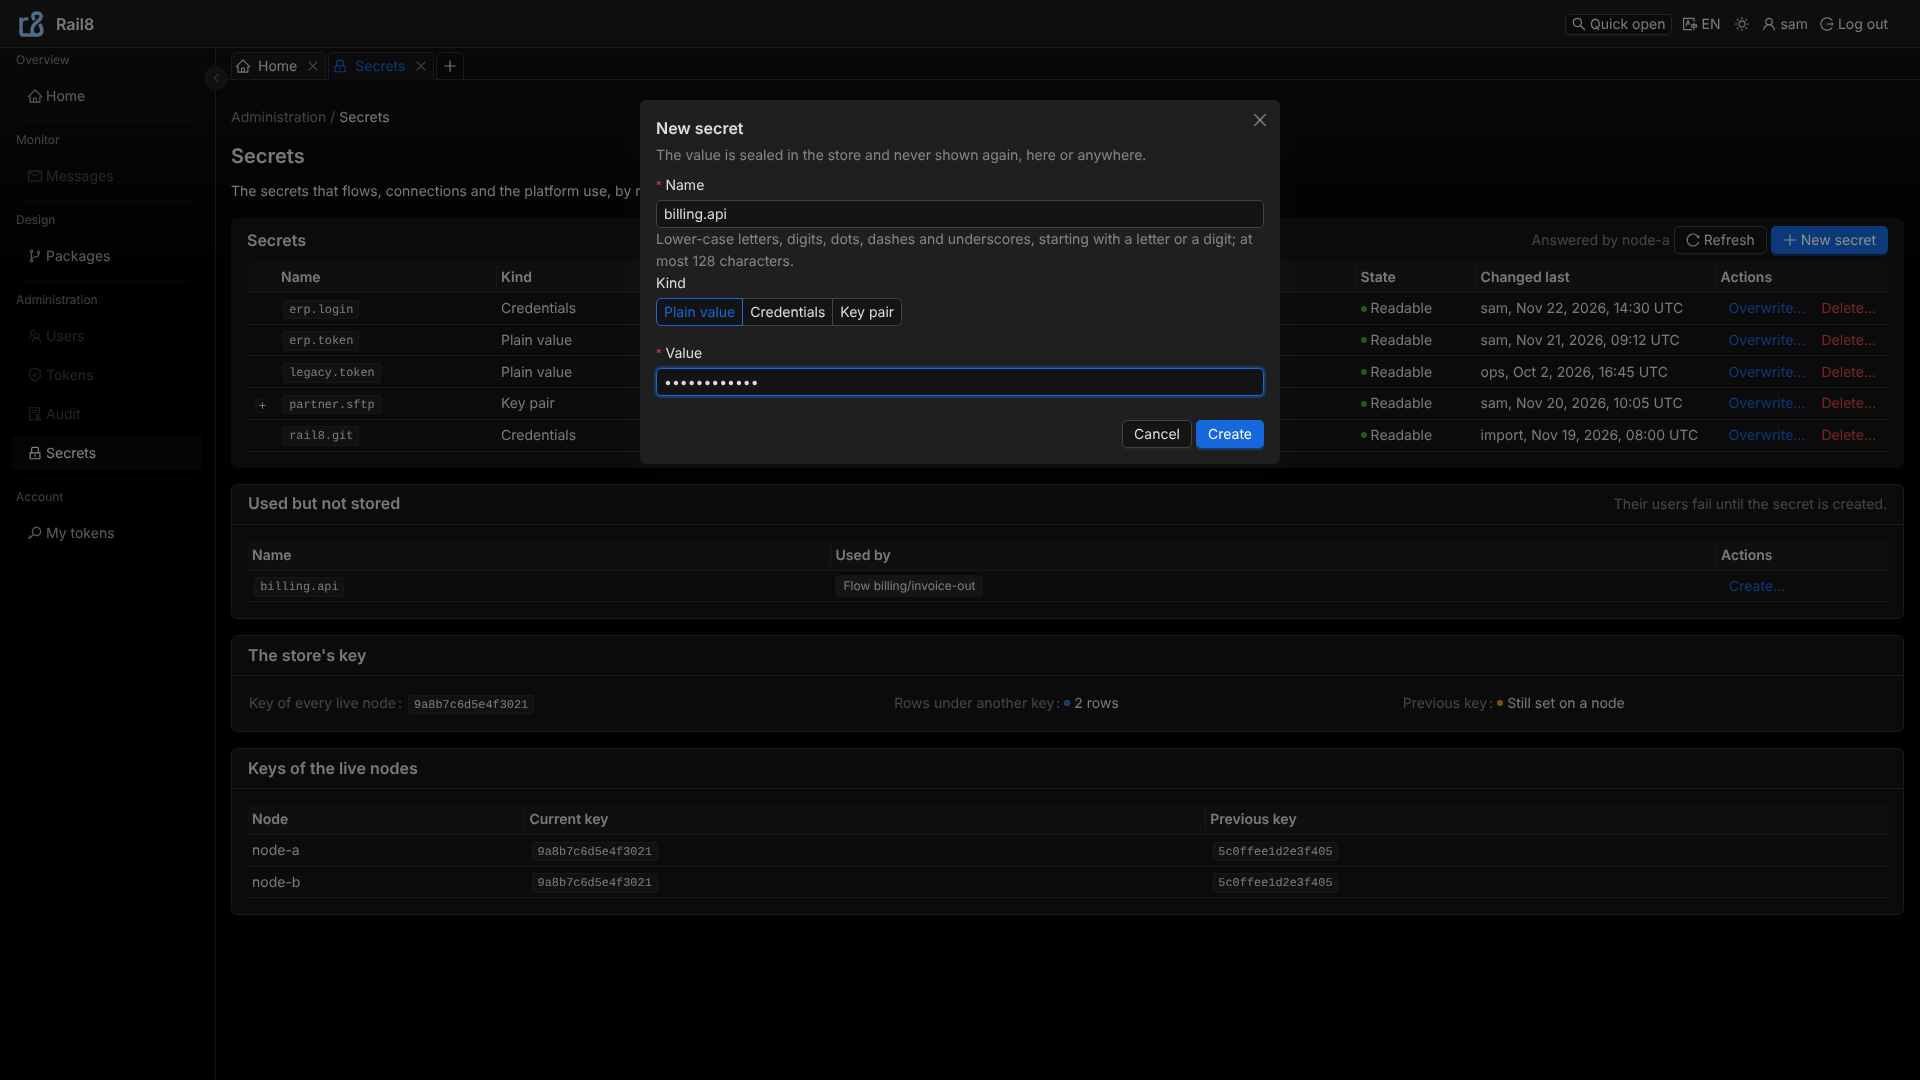 r8 Rail8
Quick open EN sam Log out
Overview
Home
Monitor
Messages
Design
Packages
Administration
Users
Tokens
Audit
Secrets
Account
My tokens
Home Secrets
Administration / Secrets
Secrets
The secrets that flows, connections and the platform use, by
Secrets
Answered by node-a Refresh New secret
Name Kind State Changed last Actions
erp.login Credentials Readable sam, Nov 22, 2026, 14:30 UTC Overwrite... Delete...
erp.token Plain value Readable sam, Nov 21, 2026, 09:12 UTC Overwrite... Delete...
legacy.token Plain value Readable ops, Oct 2, 2026, 16:45 UTC Overwrite... Delete...
partner.sftp Key pair Readable sam, Nov 20, 2026, 10:05 UTC Overwrite... Delete...
rail8.git Credentials Readable import, Nov 19, 2026, 08:00 UTC Overwrite... Delete...
New secret
The value is sealed in the store and never shown again, here or anywhere.
* Name
billing.api
Lower-case letters, digits, dots, dashes and underscores, starting with a letter or a digit; at
most 128 characters.
Kind
Plain value Credentials Key pair
* Value
••••••••••••
Cancel Create
Used but not stored Their users fail until the secret is created.
Name Used by Actions
billing.api Flow billing/invoice-out Create...
The store's key
Key of every live node: 9a8b7c6d5e4f3021 Rows under another key: 2 rows Previous key: Still set on a node
Keys of the live nodes
Node Current key Previous key
node-a 9a8b7c6d5e4f3021 5c0ffee1d2e3f405
node-b 9a8b7c6d5e4f3021 5c0ffee1d2e3f405